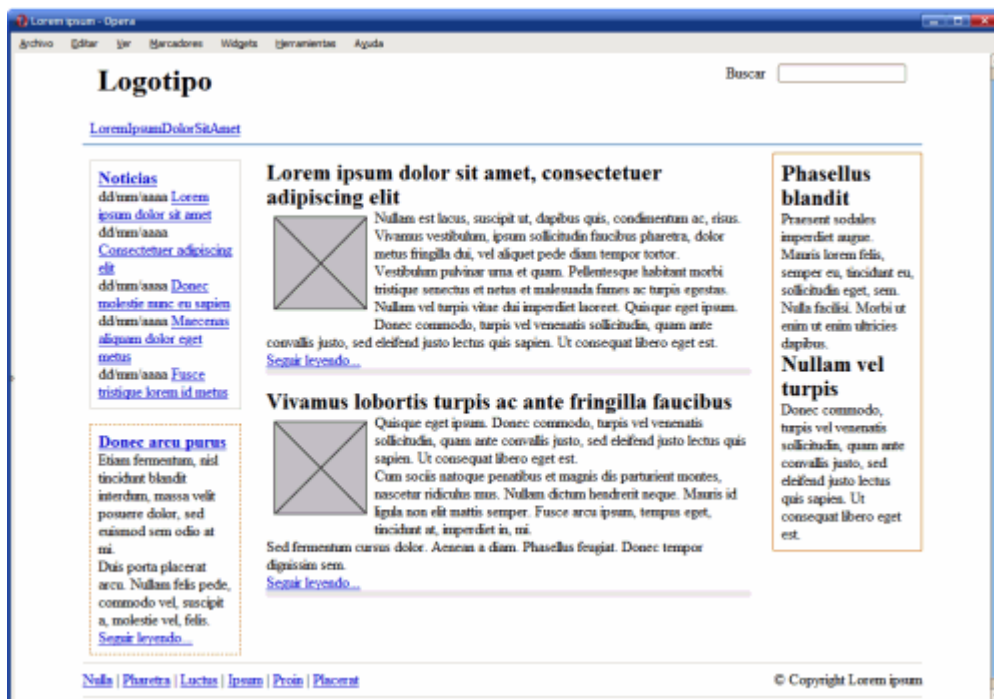 Lorem ipsum - Opera
Archivo Editar Ver Marcadores Widgets Herramientas Ayuda
Logotipo
Buscar
LoremIpsumDolorSitAmet
Noticias
dd/mm/aaaa Lorem
ipsum dolor sit amet
dd/mm/aaaa
Consectetuer adipiscing
elit
dd/mm/aaaa Donec
molestie nunc eu sapien
dd/mm/aaaa Maecenas
aliquam dolor eget
metus
dd/mm/aaaa Fusce
tristique lorem id metus
Donec arcu purus
Etiam fermentum, nisl
tincidunt blandit
interdum, massa velit
posuere dolor, sed
euismod sem odio at
mi.
Duis porta placerat
arcu. Nullam felis pede,
commodo vel, suscipit
a, molestie vel, felis.
Seguir leyendo...
Lorem ipsum dolor sit amet, consectetuer
adipiscing elit
Nullam est lacus, suscipit ut, dapibus quis, condimentum ac, risus.
Vivamus vestibulum, ipsum sollicitudin faucibus pharetra, dolor
metus fringilla dui, vel aliquet pede diam tempor tortor.
Vestibulum pulvinar urna et quam. Pellentesque habitant morbi
tristique senectus et netus et malesuada fames ac turpis egestas.
Nullam vel turpis vitae dui imperdiet laoreet. Quisque eget ipsum.
Donec commodo, turpis vel venenatis sollicitudin, quam ante
convallis justo, sed eleifend justo lectus quis sapien. Ut consequat libero eget est.
Seguir leyendo...
Vivamus lobortis turpis ac ante fringilla faucibus
Quisque eget ipsum. Donec commodo, turpis vel venenatis
sollicitudin, quam ante convallis justo, sed eleifend justo lectus quis
sapien. Ut consequat libero eget est.
Cum sociis natoque penatibus et magnis dis parturient montes,
nascetur ridiculus mus. Nullam dictum hendrerit neque. Mauris id
ligula non elit mattis semper. Fusce arcu ipsum, tempus eget,
tincidunt at, imperdiet in, mi.
Sed fermentum cursus dolor. Aenean a diam. Phasellus feugiat. Donec tempor
dignissim sem.
Seguir leyendo...
Phasellus
blandit
Praesent sodales
imperdiet augue.
Mauris lorem felis,
semper eu, tincidunt eu,
sollicitudin eget, sem.
Nulla facilisi. Morbi ut
enim ut enim ultricies
dapibus.
Nullam vel
turpis
Donec commodo,
turpis vel venenatis
sollicitudin, quam ante
convallis justo, sed
eleifend justo lectus
quis sapien. Ut
consequat libero eget
est.
Nulla | Pharetra | Luctus | Ipsum | Proin | Placerat
© Copyright Lorem ipsum